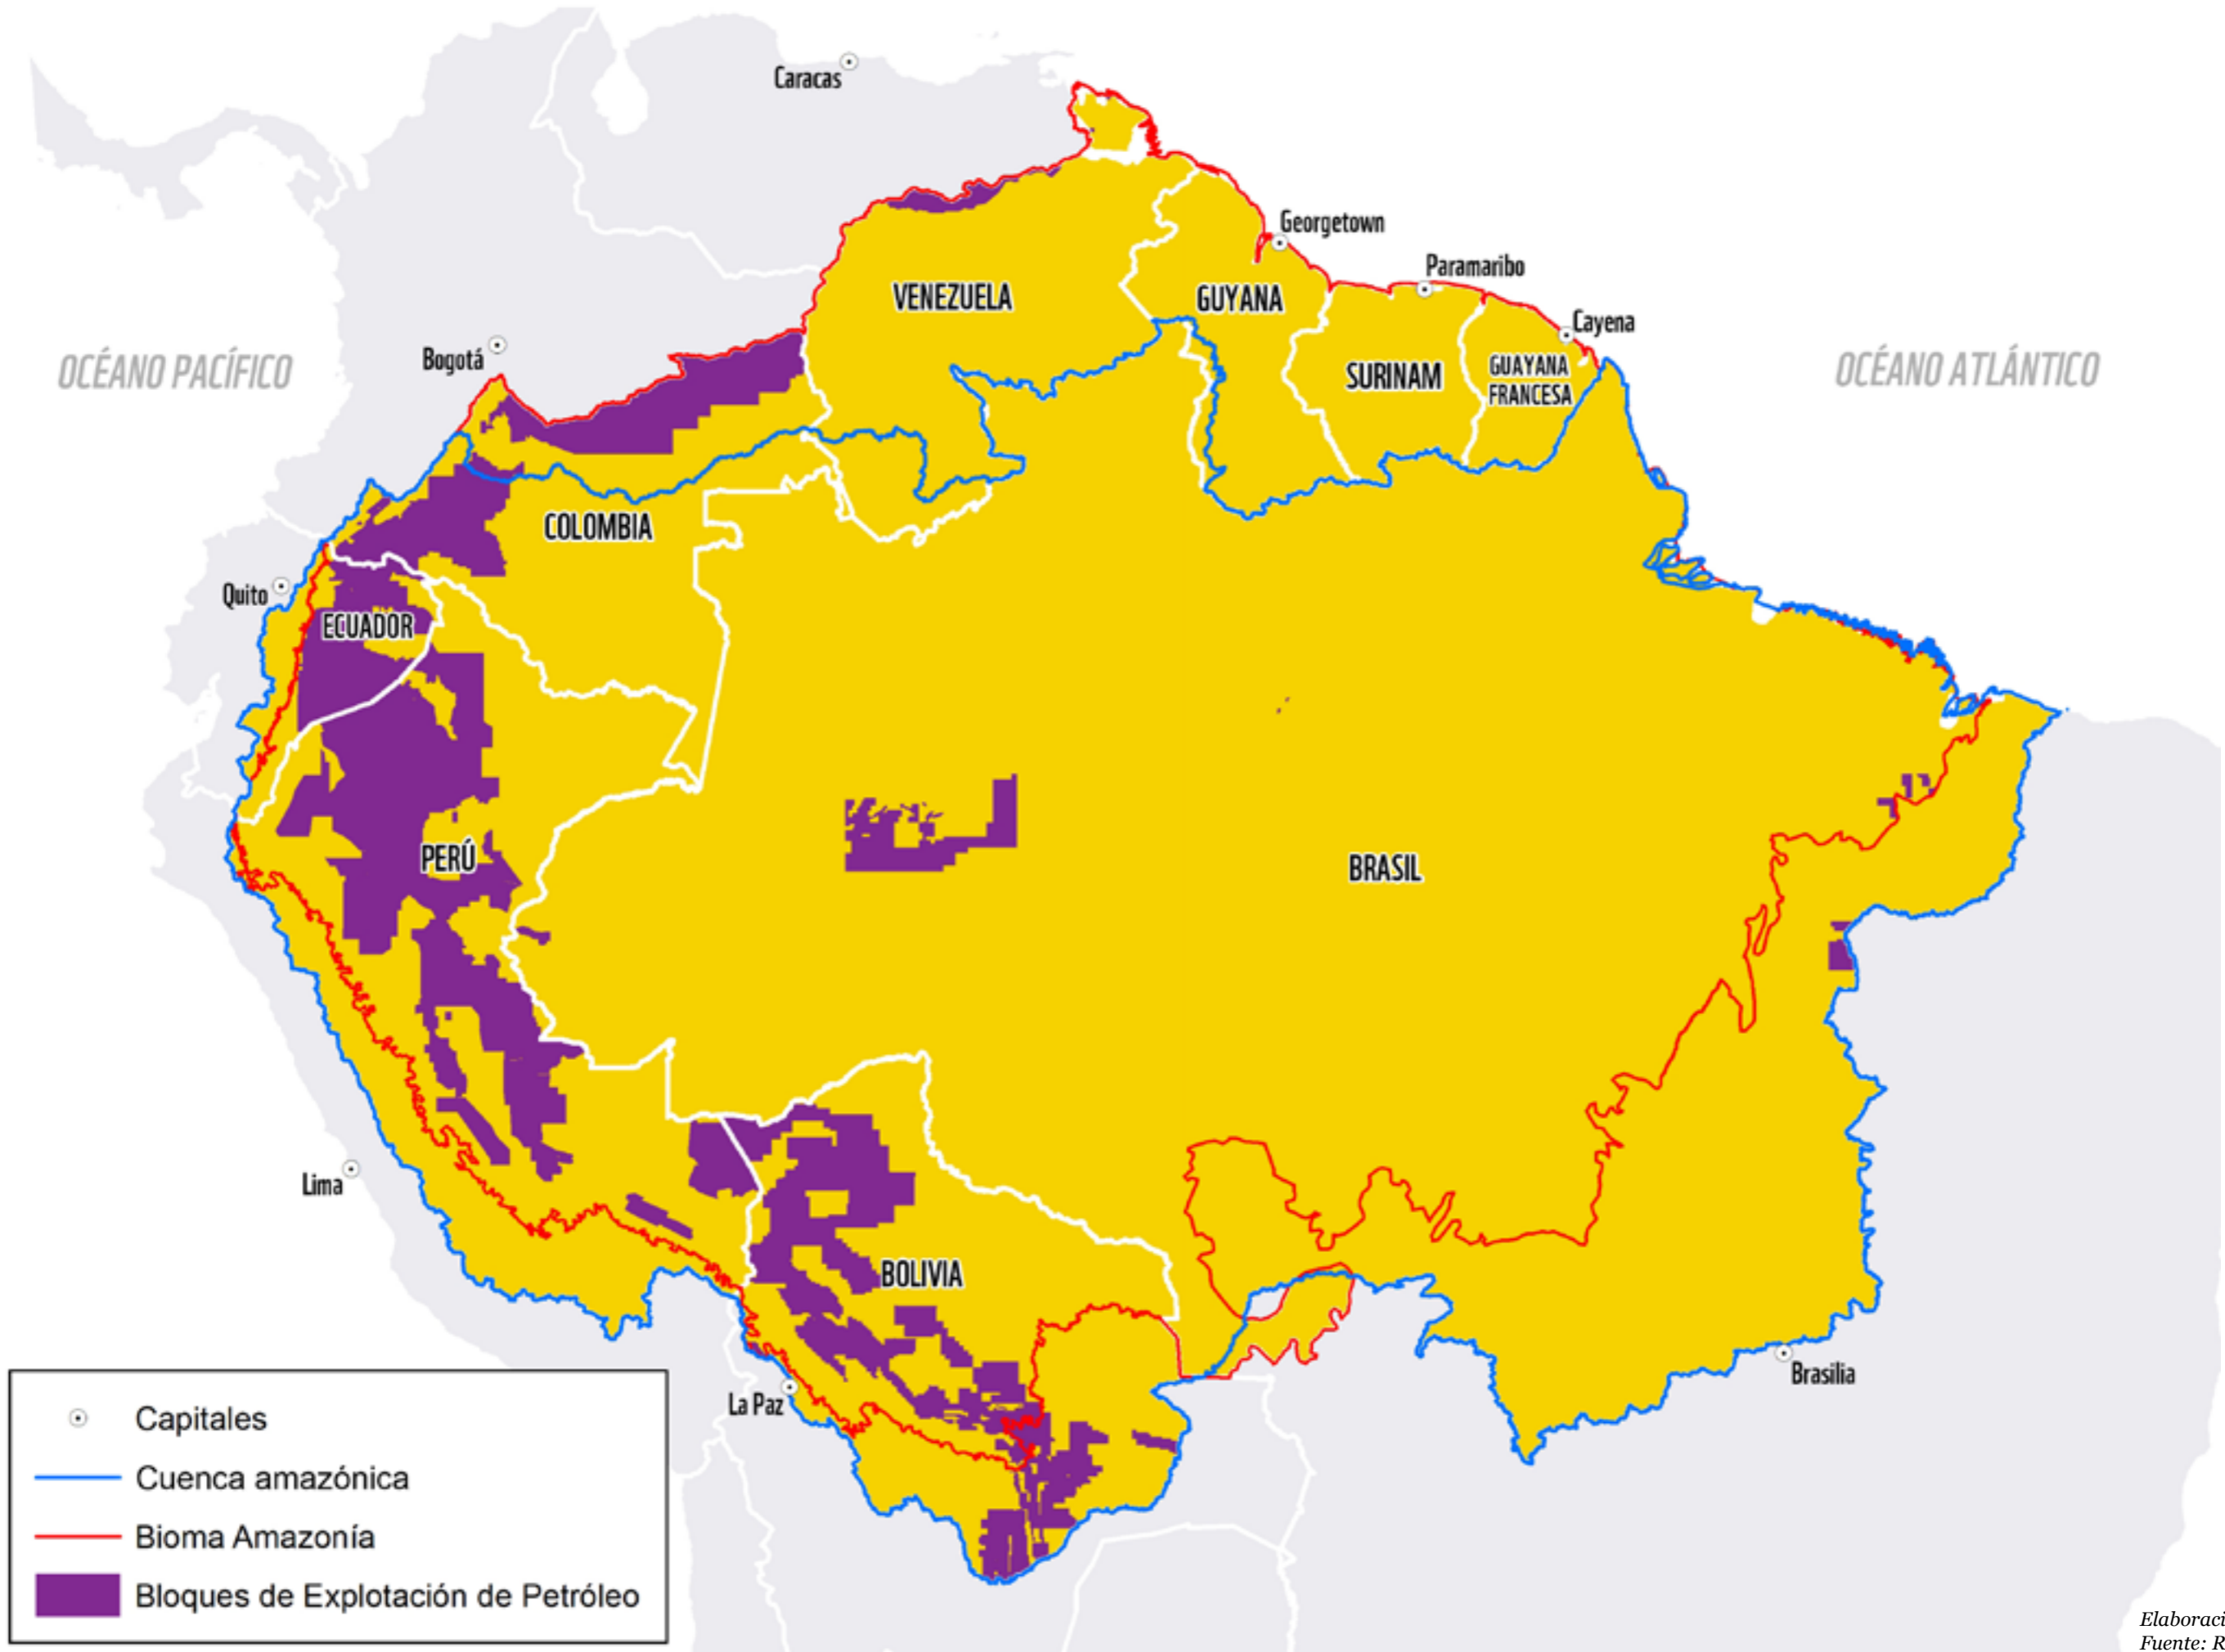 Caracas
Georgetown
Paramaribo
Cayena
VENEZUELA
GUYANA
SURINAM
GUAYANA
FRANCESA
Bogotá
OCÉANO PACÍFICO
OCÉANO ATLÁNTICO
COLOMBIA
Quito
ECUADOR
PERÚ
BRASIL
Lima
BOLIVIA
La Paz
Brasilia
Capitales
Cuenca amazónica
Bioma Amazonía
Bloques de Explotación de Petróleo
Elaboraci
Fuente: R